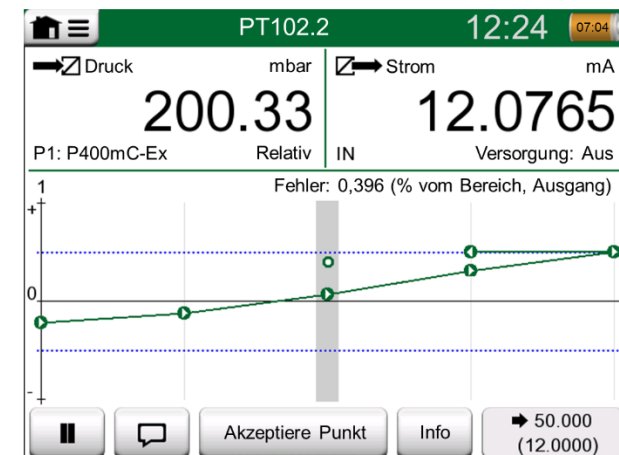 PT102.2 12:24 07:04
Druck mbar
200.33
P1: P400mC-Ex Relativ
Strom mA
12.0765
IN Versorgung: Aus
Fehler: 0,396 (% vom Bereich, Ausgang)
1
+
0
-
Akzeptiere Punkt
Info
50.000
(12.0000)